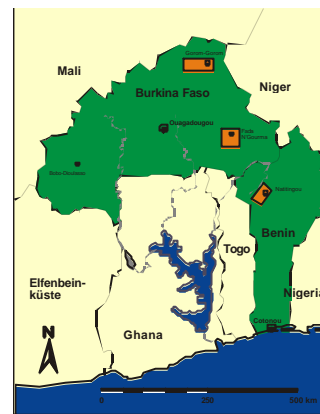 Gorom-Gorom
Mali
Niger
Burkina Faso
Ouagadougou
Fada
N'Gourma
Bobo-Dioulasso
Natitingou
Benin
Togo
Elfenbein-
küste
Nigeria
Ghana
Cotonou
N
0
250
500 km